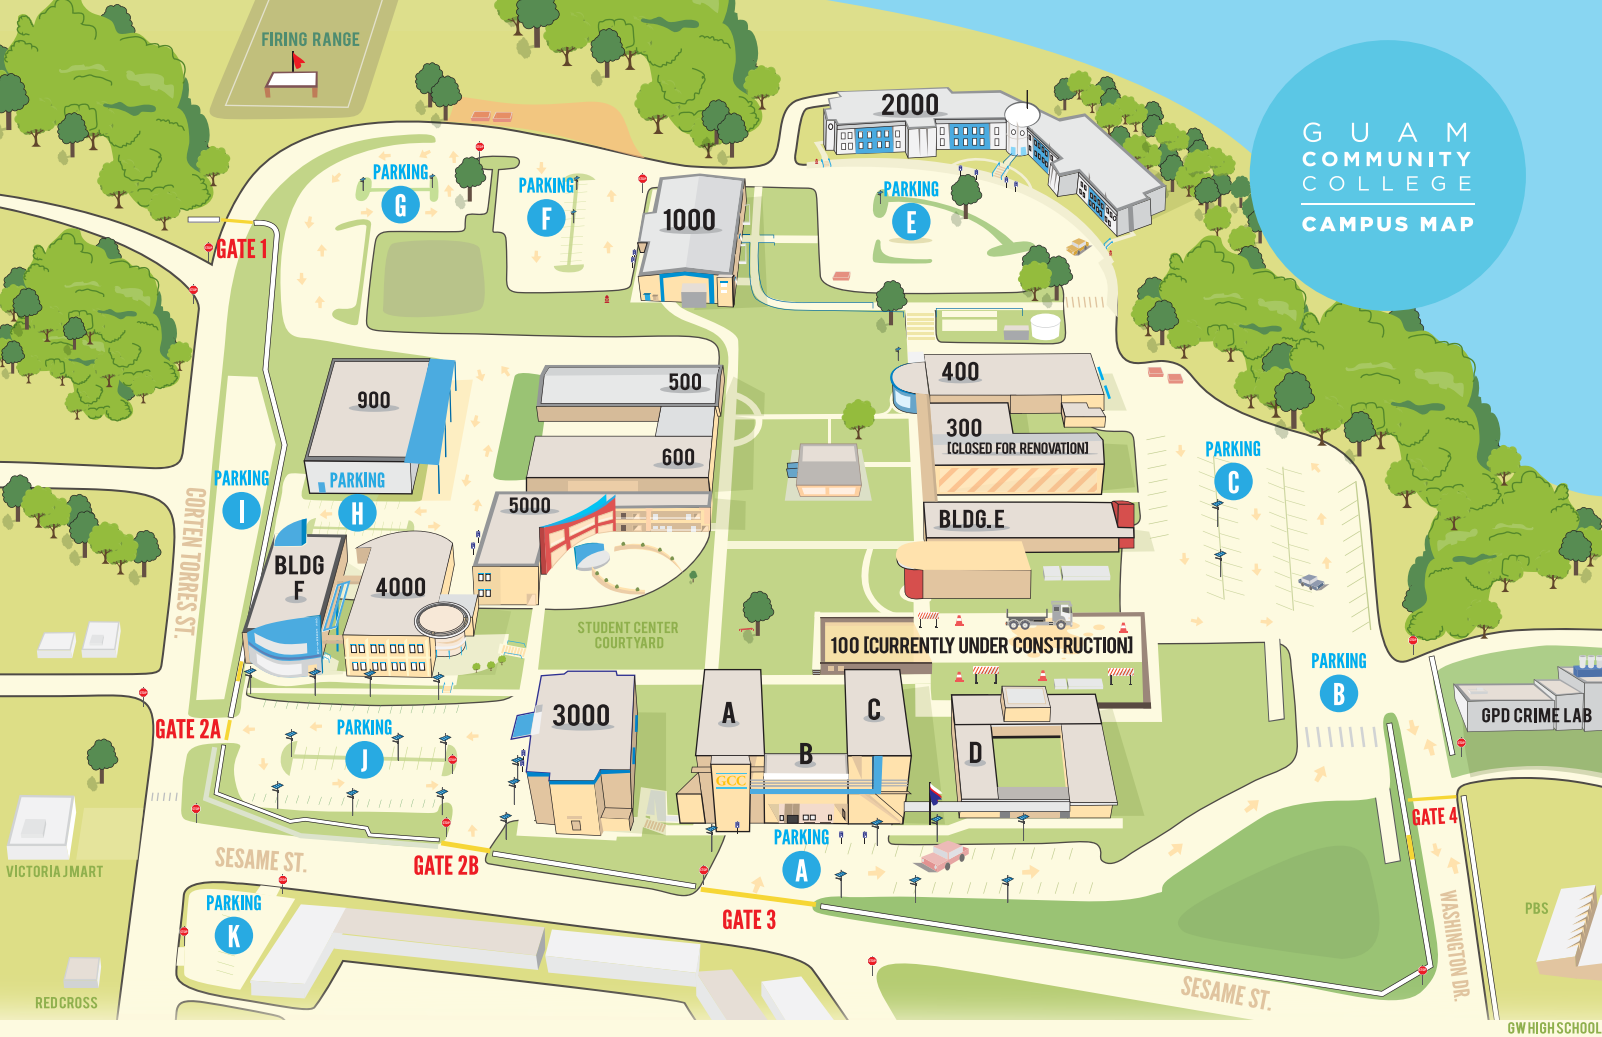 FIRING RANGE
GUAM
COMMUNITY
COLLEGE
CAMPUS MAP
2000
PARKING
G
PARKING
F
1000
PARKING
E
GATE 1
900
500
400
300
[CLOSED FOR RENOVATION]
600
PARKING
I
PARKING
H
PARKING
C
CORTEN TORRES ST.
5000
BLDG.E
BLDG
F
4000
STUDENT CENTER
COURTYARD
100 [CURRENTLY UNDER CONSTRUCTION]
PARKING
B
GATE 2A
PARKING
J
3000
A
C
B
D
GCC
GPD CRIME LAB
GATE 4
VICTORIA JMART
SESAME ST.
GATE 2B
PARKING
A
GATE 3
PARKING
K
WASHINGTON DR.
PBS
RED CROSS
SESAME ST.
GW HIGH SCHOOL